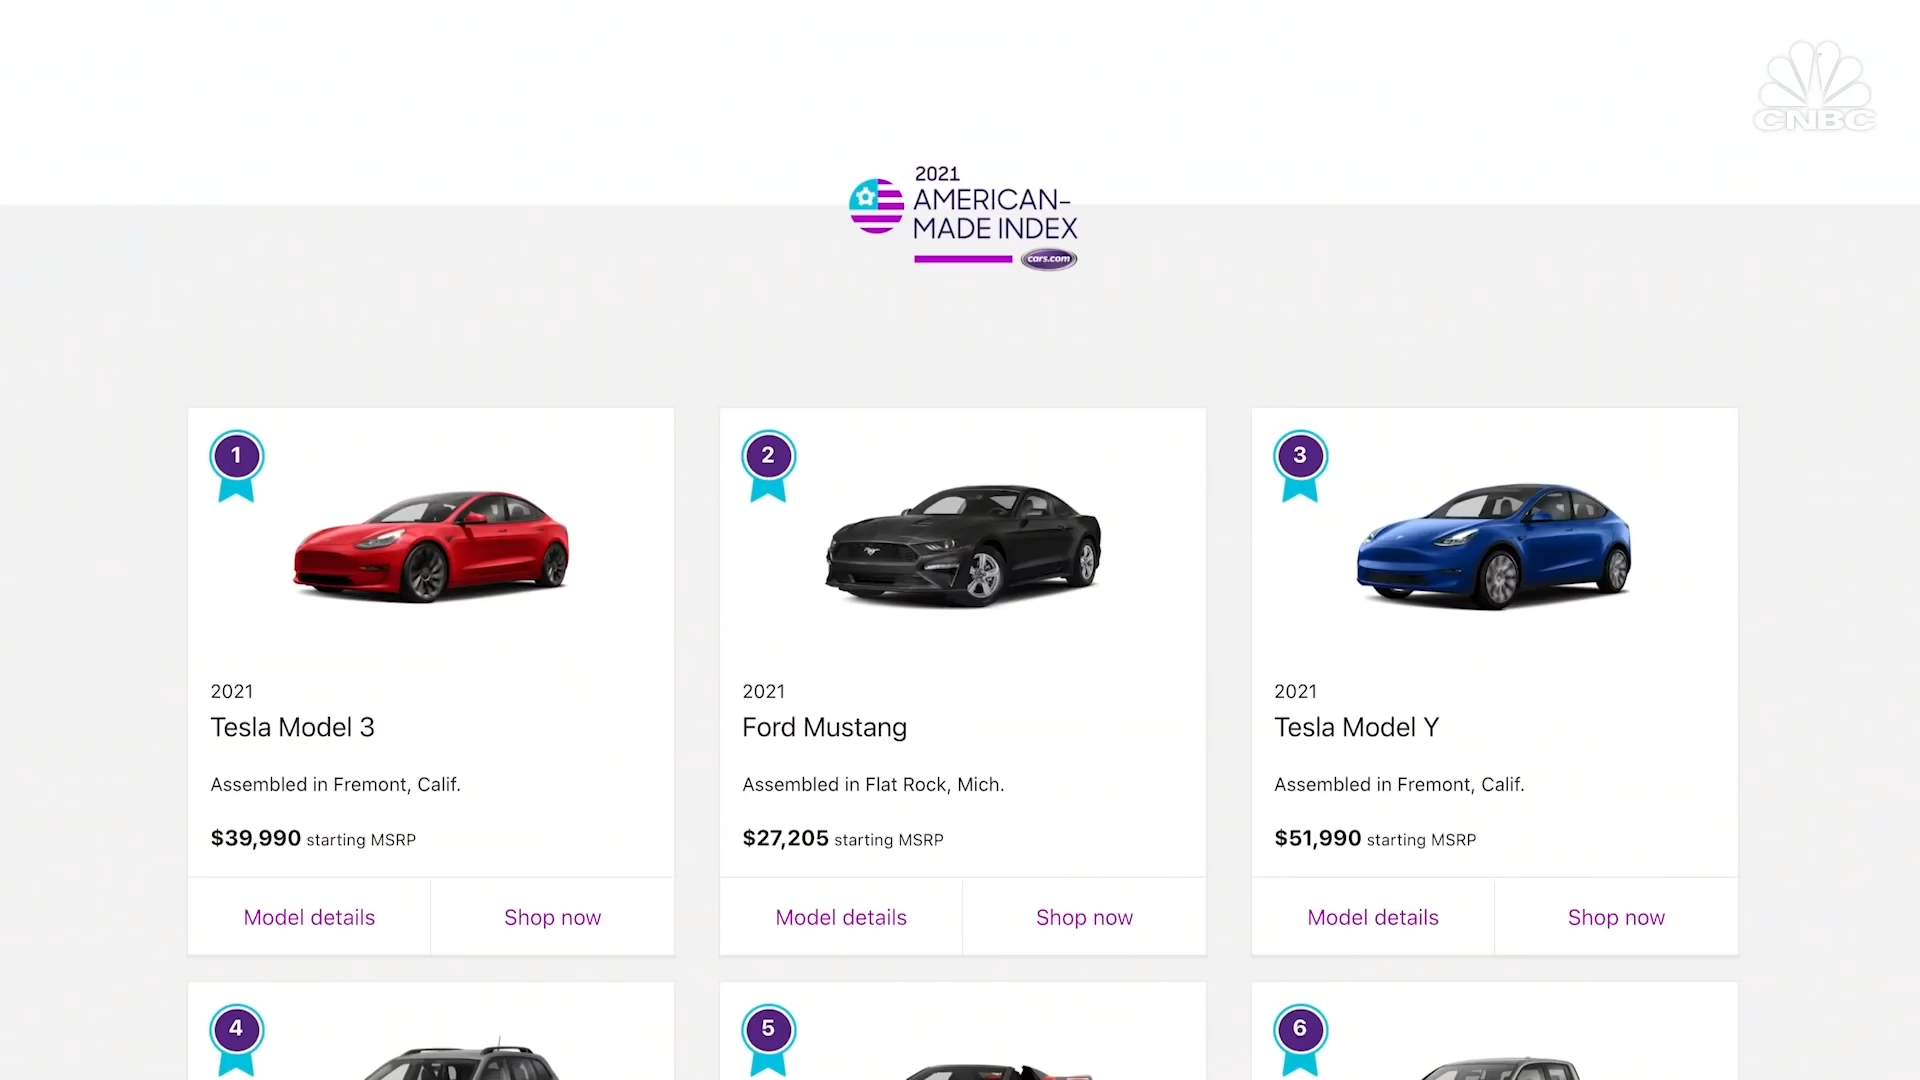 CNBC
2021
AMERICAN-
MADE INDEX
cars.com
1
2
3
2021
Tesla Model 3
Assembled in Fremont, Calif.
$39,990 starting MSRP
Model details
Shop now
2021
Ford Mustang
Assembled in Flat Rock, Mich.
$27,205 starting MSRP
Model details
Shop now
2021
Tesla Model Y
Assembled in Fremont, Calif.
$51,990 starting MSRP
Model details
Shop now
4
5
6